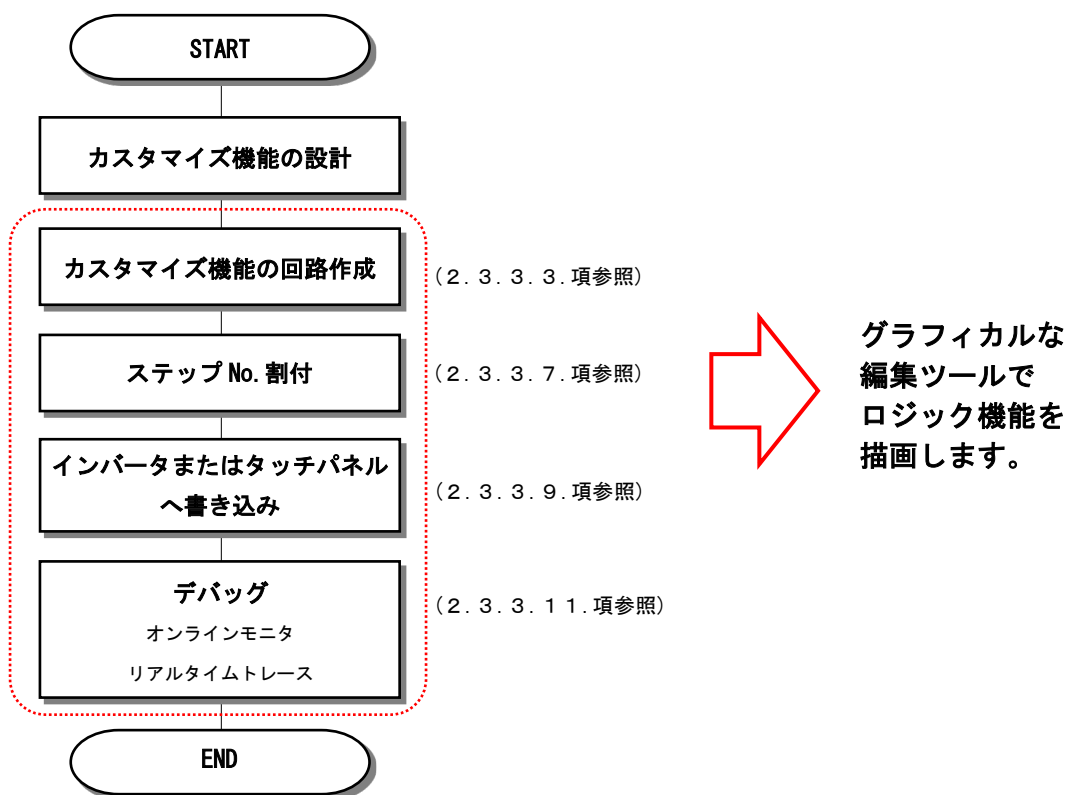 START
カスタマイズ機能の設計
カスタマイズ機能の回路作成
(2.3.3.3.項参照)
ステップ No. 割付
(2.3.3.7.項参照)
インバータまたはタッチパネル
へ書き込み
(2.3.3.9.項参照)
デバッグ
オンラインモニタ
リアルタイムトレース
(2.3.3.11.項参照)
END
グラフィカルな
編集ツールで
ロジック機能を
描画します。